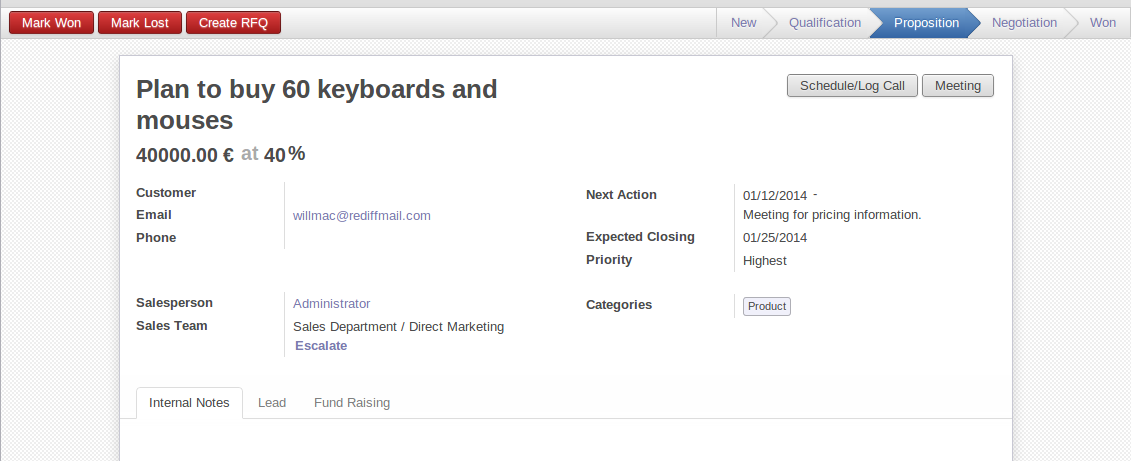 Mark Won Mark Lost Create RFQ New Qualification Proposition Negotiation Won
Plan to buy 60 keyboards and
mouses
Schedule/Log Call Meeting
40000.00 € at 40%
Customer
Email willmac@rediffmail.com
Phone
Next Action 01/12/2014 -
Meeting for pricing information.
Expected Closing 01/25/2014
Priority Highest
Salesperson Administrator
Sales Team Sales Department / Direct Marketing
Escalate
Categories Product
Internal Notes Lead Fund Raising